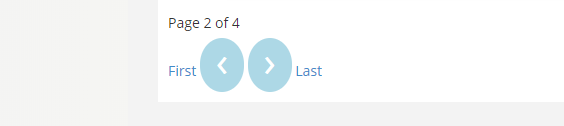 Page 2 of 4
First ‹ › Last